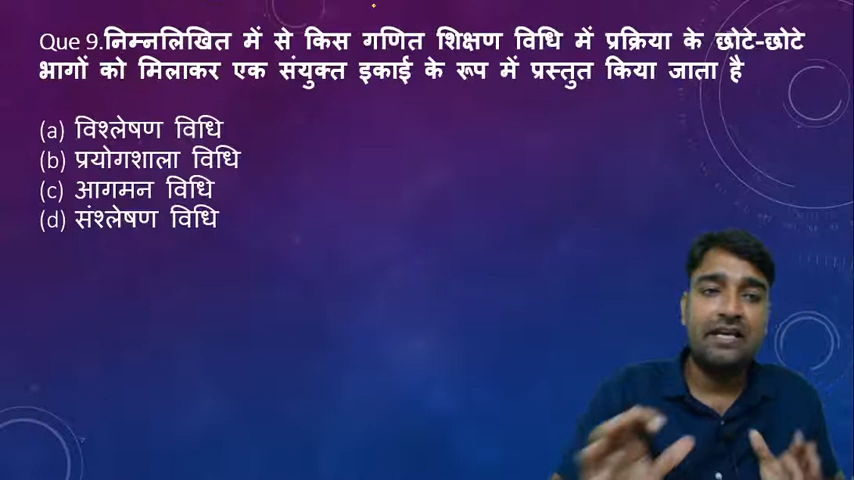 Que 9.निम्नलिखित में से किस गणित शिक्षण विधि में प्रक्रिया के छोटे-छोटे
भागों को मिलाकर एक संयुक्त इकाई के रूप में प्रस्तुत किया जाता है
(a) विश्लेषण विधि
(b) प्रयोगशाला विधि
(c) आगमन विधि
(d) संश्लेषण विधि